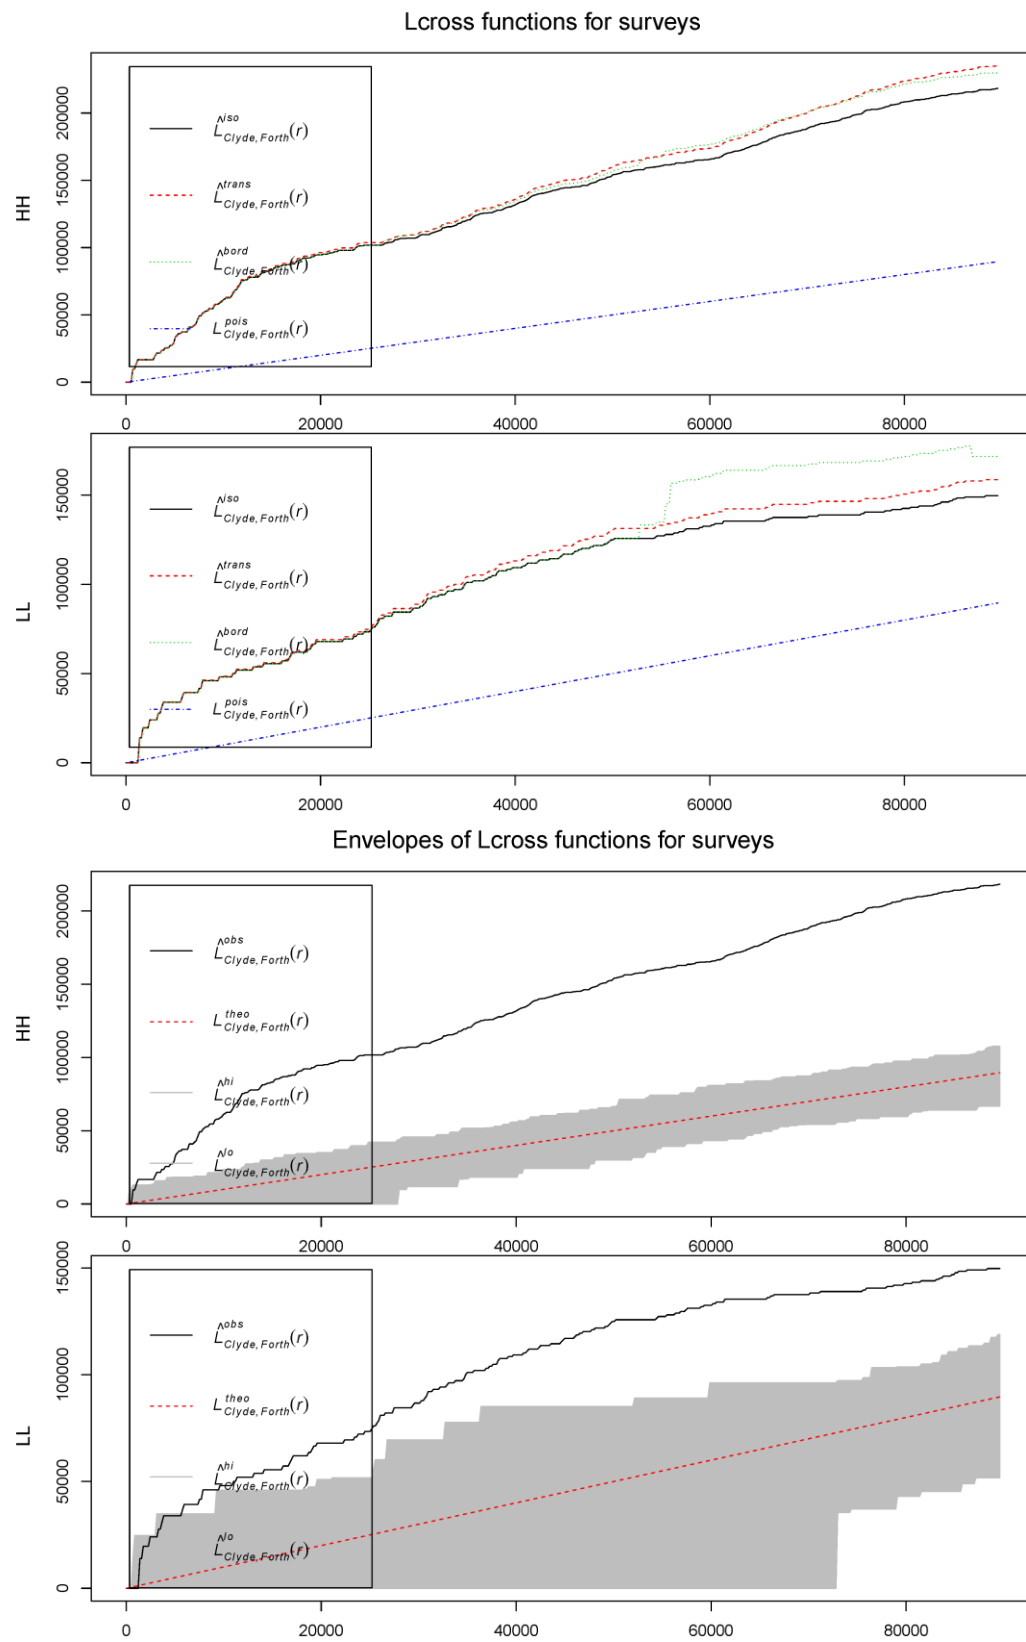 Lcross functions for surveys
HH
200000
150000
100000
50000
0
L̂ iso Clyde, Forth (r)
L̂ trans Clyde, Forth (r)
L̂ bord Clyde, Forth (r)
L pois Clyde, Forth (r)
0 20000 40000 60000 80000
LL
150000
100000
50000
0
L̂ iso Clyde, Forth (r)
L̂ trans Clyde, Forth (r)
L̂ bord Clyde, Forth (r)
L pois Clyde, Forth (r)
0 20000 40000 60000 80000
Envelopes of Lcross functions for surveys
HH
200000
150000
100000
50000
0
L̂ obs Clyde, Forth (r)
L theo Clyde, Forth (r)
L̂ hi Clyde, Forth (r)
L̂ lo Clyde, Forth (r)
0 20000 40000 60000 80000
LL
150000
100000
50000
0
L̂ obs Clyde, Forth (r)
L theo Clyde, Forth (r)
L̂ hi Clyde, Forth (r)
L̂ lo Clyde, Forth (r)
0 20000 40000 60000 80000